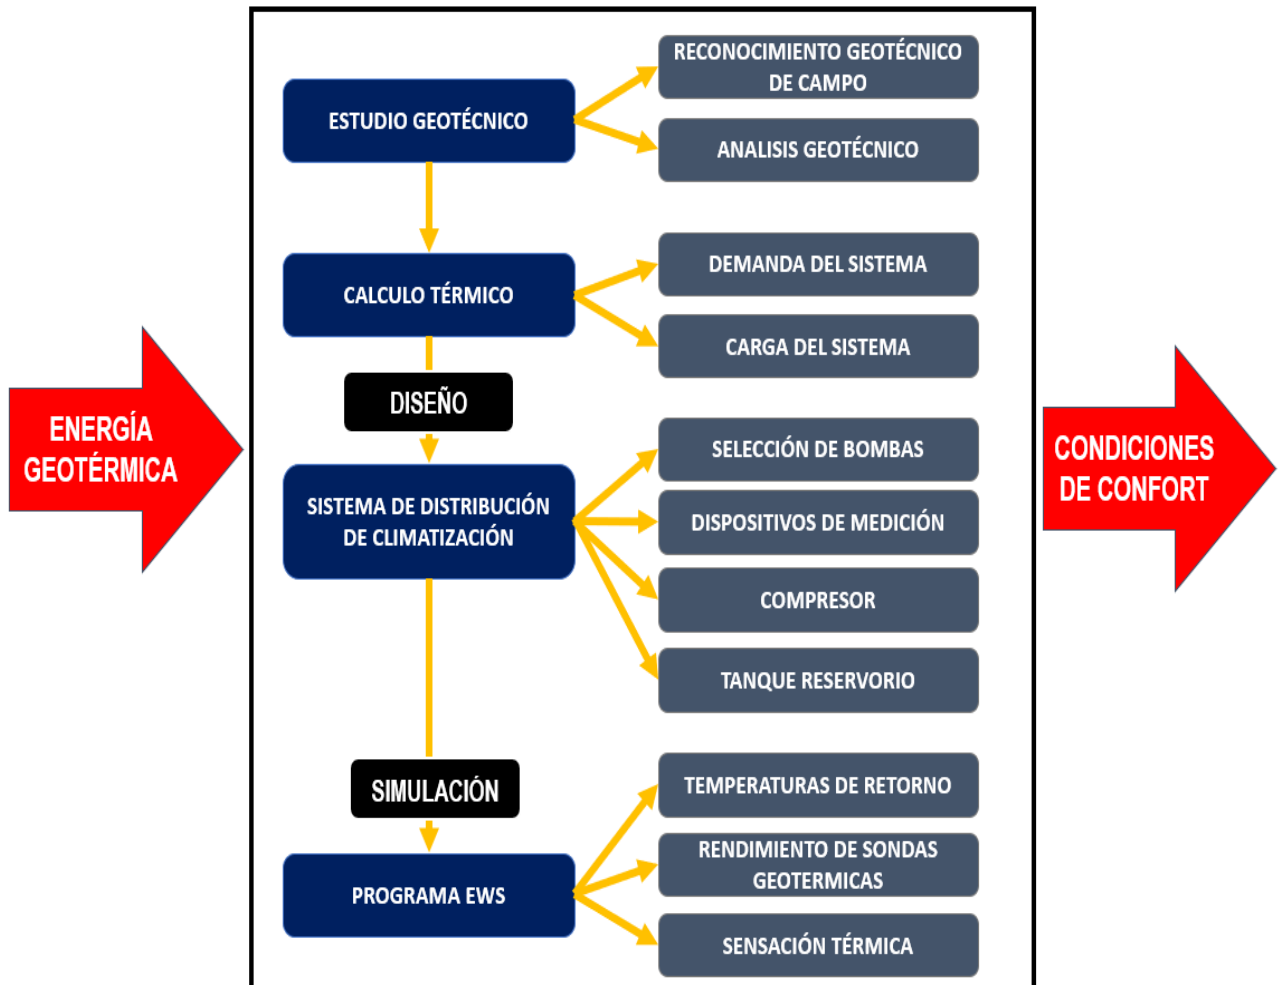 ENERGÍA
GEOTÉRMICA
ESTUDIO GEOTÉCNICO
RECONOCIMIENTO GEOTÉCNICO
DE CAMPO
ANALISIS GEOTÉCNICO
CALCULO TÉRMICO
DEMANDA DEL SISTEMA
CARGA DEL SISTEMA
DISEÑO
SISTEMA DE DISTRIBUCIÓN
DE CLIMATIZACIÓN
SELECCIÓN DE BOMBAS
DISPOSITIVOS DE MEDICIÓN
COMPRESOR
TANQUE RESERVORIO
SIMULACIÓN
PROGRAMA EWS
TEMPERATURAS DE RETORNO
RENDIMIENTO DE SONDAS
GEOTERMICAS
SENSACIÓN TÉRMICA
CONDICIONES
DE CONFORT